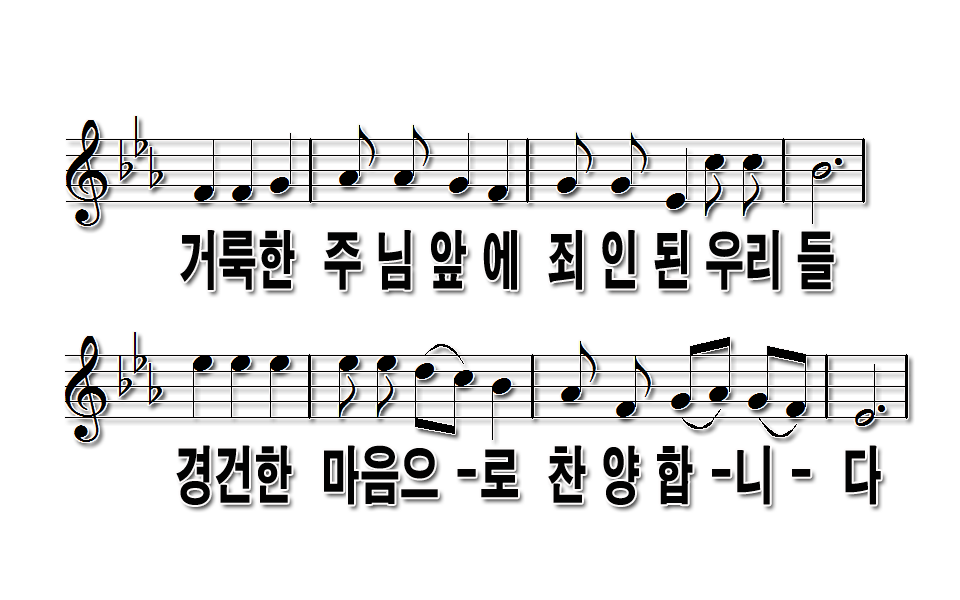 거룩한 주 님 앞 에 죄 인 된 우리 들
경건한 마음으 -로 찬 양 합 -니 - 다